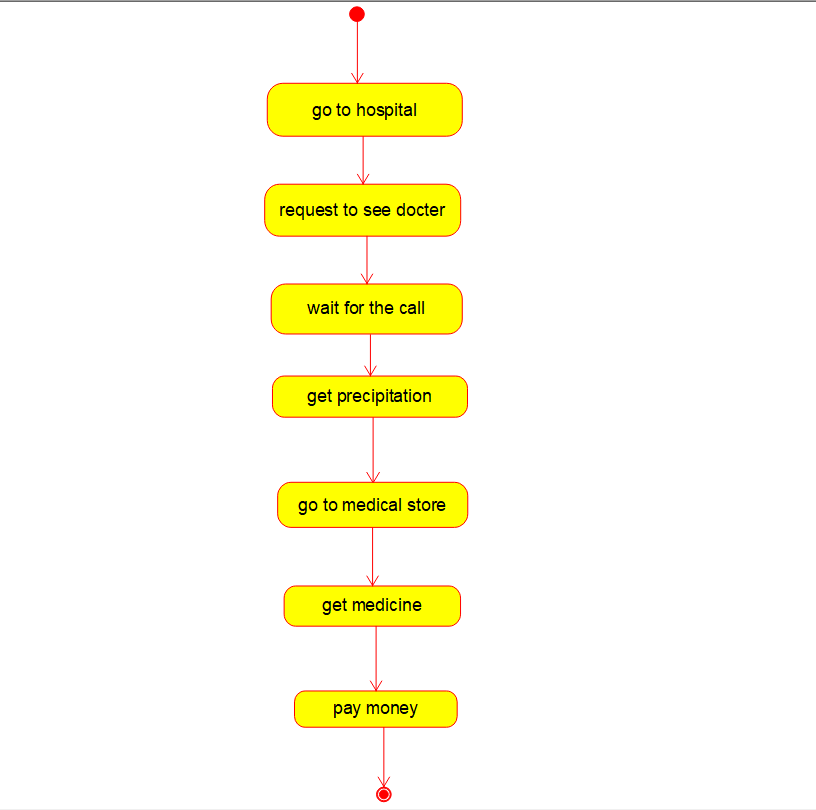 go to hospital
request to see docter
wait for the call
get precipitation
go to medical store
get medicine
pay money